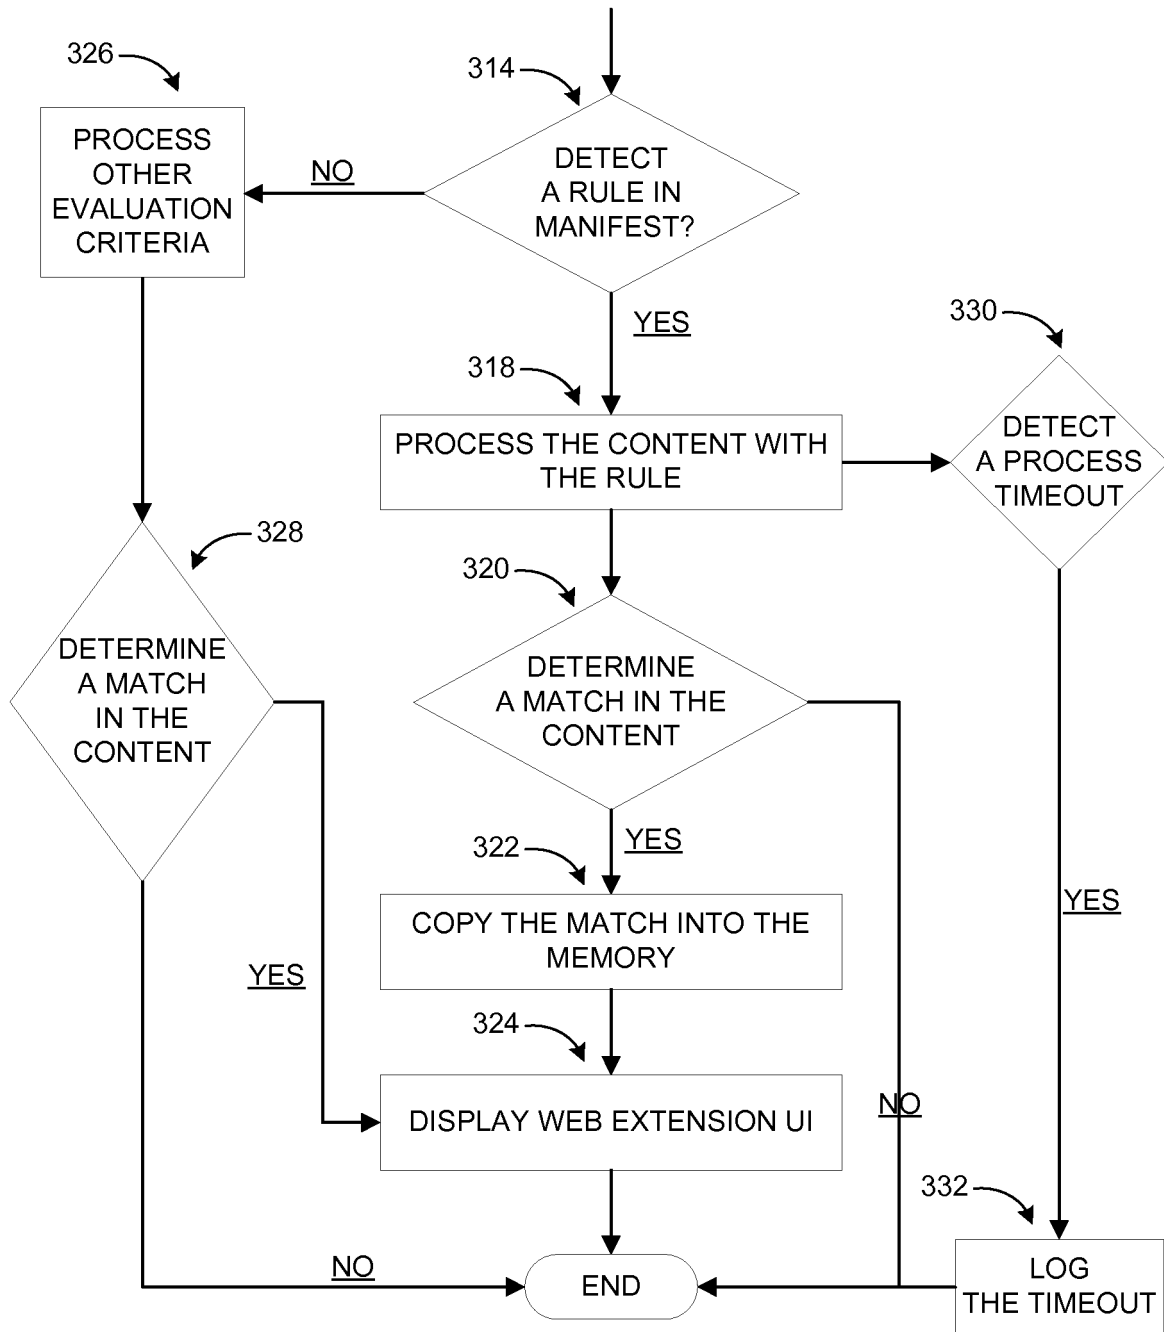 326
314
PROCESS
OTHER
EVALUATION
CRITERIA
NO
DETECT
A RULE IN
MANIFEST?
YES
330
318
PROCESS THE CONTENT WITH
THE RULE
DETECT
A PROCESS
TIMEOUT
328
320
DETERMINE
A MATCH
IN THE
CONTENT
DETERMINE
A MATCH IN THE
CONTENT
YES
322
COPY THE MATCH INTO THE
MEMORY
YES
YES
324
DISPLAY WEB EXTENSION UI
NO
332
NO
END
LOG
THE TIMEOUT